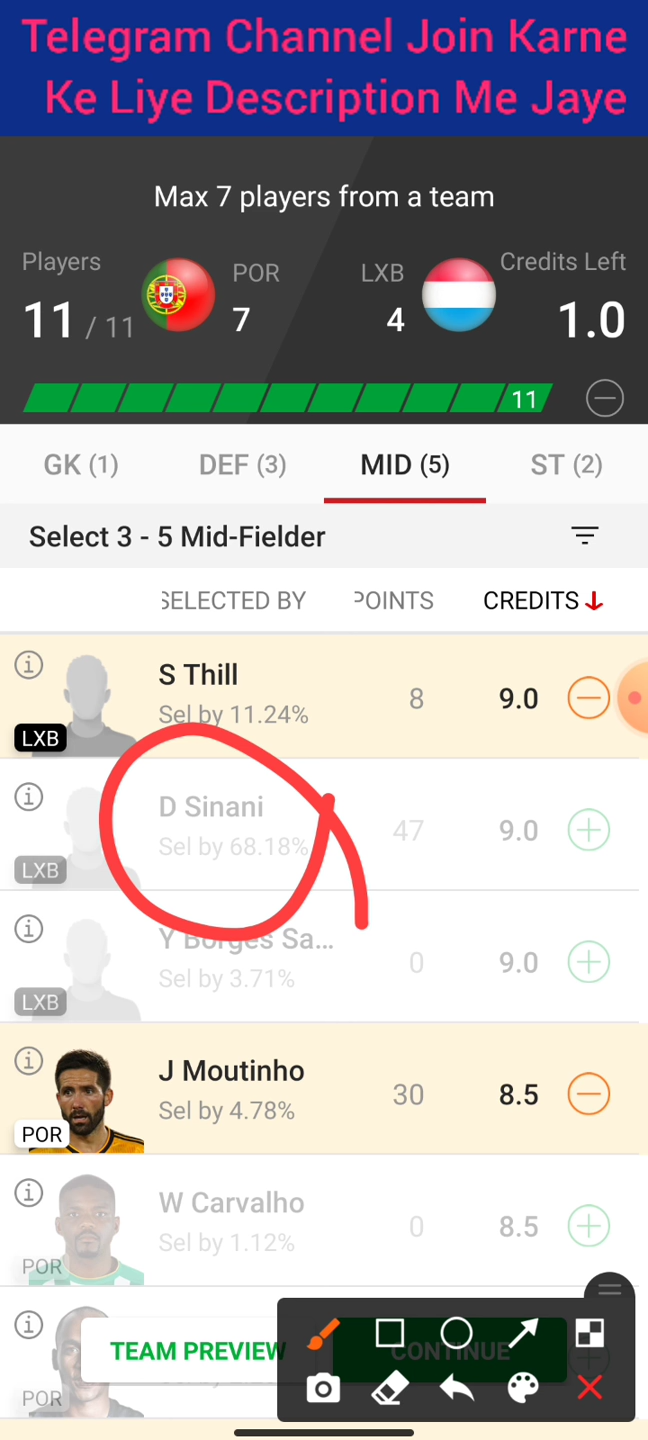 Telegram Channel Join Karne
Ke Liye Description Me Jaye
Max 7 players from a team
Players
POR
LXB
Credits Left
11 / 11
7
4
1.0
11
GK (1)
DEF (3)
MID (5)
ST (2)
Select 3 - 5 Mid-Fielder
SELECTED BY
POINTS
CREDITS
S Thill
Sel by 11.24%
8
9.0
LXB
D Sinani
Sel by 68.18%
47
9.0
LXB
Y Borges Sa...
Sel by 3.71%
0
9.0
LXB
J Moutinho
Sel by 4.78%
30
8.5
POR
W Carvalho
Sel by 1.12%
0
8.5
POR
TEAM PREVIEW
CONTINUE
POR